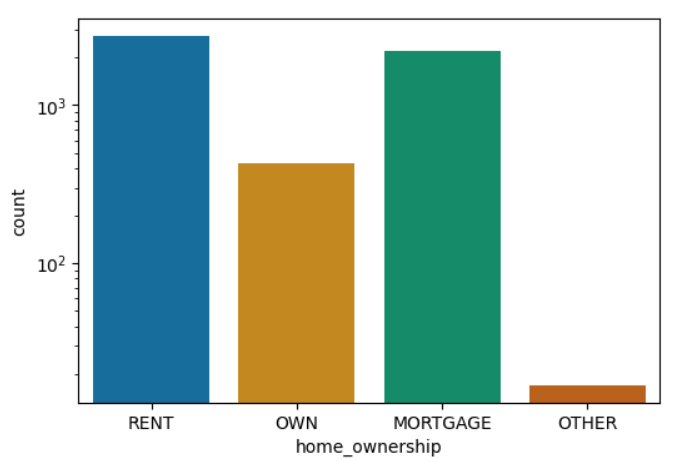 10³
10²
count
RENT OWN MORTGAGE OTHER
home_ownership